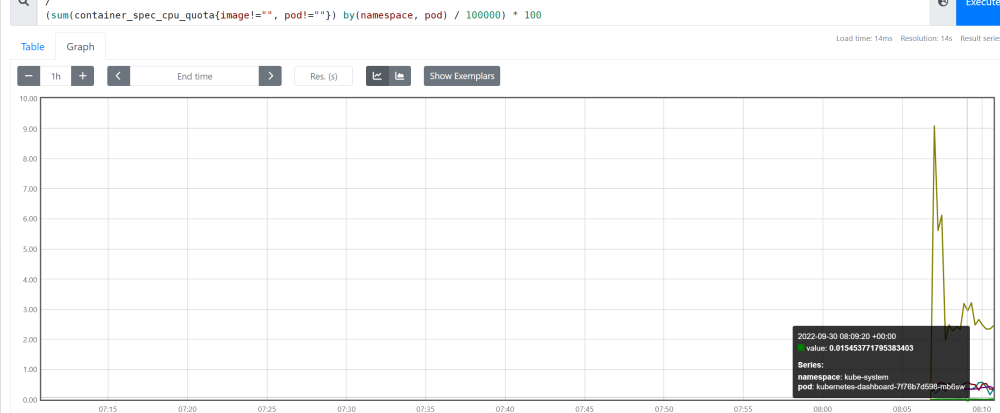 /
(sum(container_spec_cpu_quota{image!="", pod!=""}) by(namespace, pod) / 100000) * 100
Execute
Load time: 14ms Resolution: 14s Result series
Table Graph
− 1h + < End time > Res. (s) Show Exemplars
10.00
9.00
8.00
7.00
6.00
5.00
4.00
3.00
2.00
1.00
0.00
2022-09-30 08:09:20 +00:00
value: 0.015453771795383403
Series:
namespace: kube-system
pod: kubernetes-dashboard-7f76b7d598-mb6sw
07:15 07:20 07:25 07:30 07:35 07:40 07:45 07:50 07:55 08:00 08:05 08:1